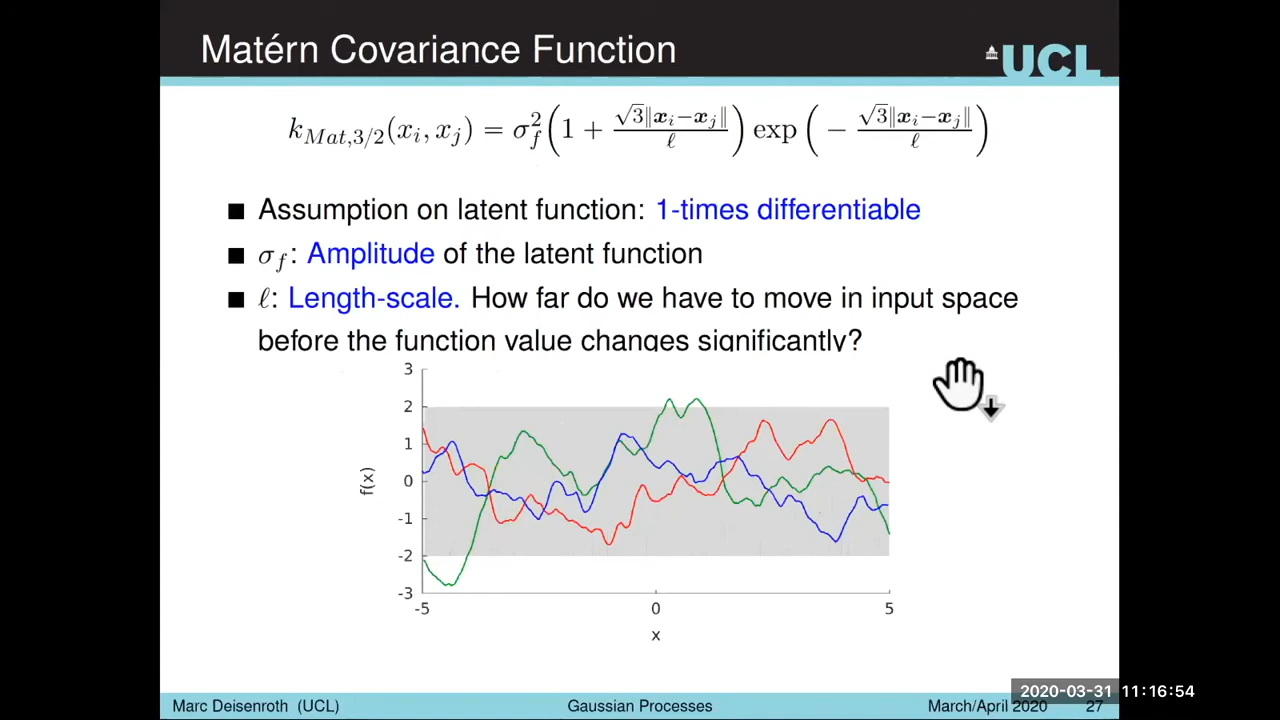 Matérn Covariance Function
UCL
k_{Mat,3/2}(x_i, x_j) = σ_f^2 (1 + √3‖x_i−x_j‖/ℓ) exp (− √3‖x_i−x_j‖/ℓ)
■ Assumption on latent function: 1-times differentiable
■ σ_f: Amplitude of the latent function
■ ℓ: Length-scale. How far do we have to move in input space
before the function value changes significantly?
3
2
1
0
-1
-2
-3
f(x)
-5 0 5
x
Marc Deisenroth (UCL) Gaussian Processes March/April 2020 27
2020-03-31 11:16:54